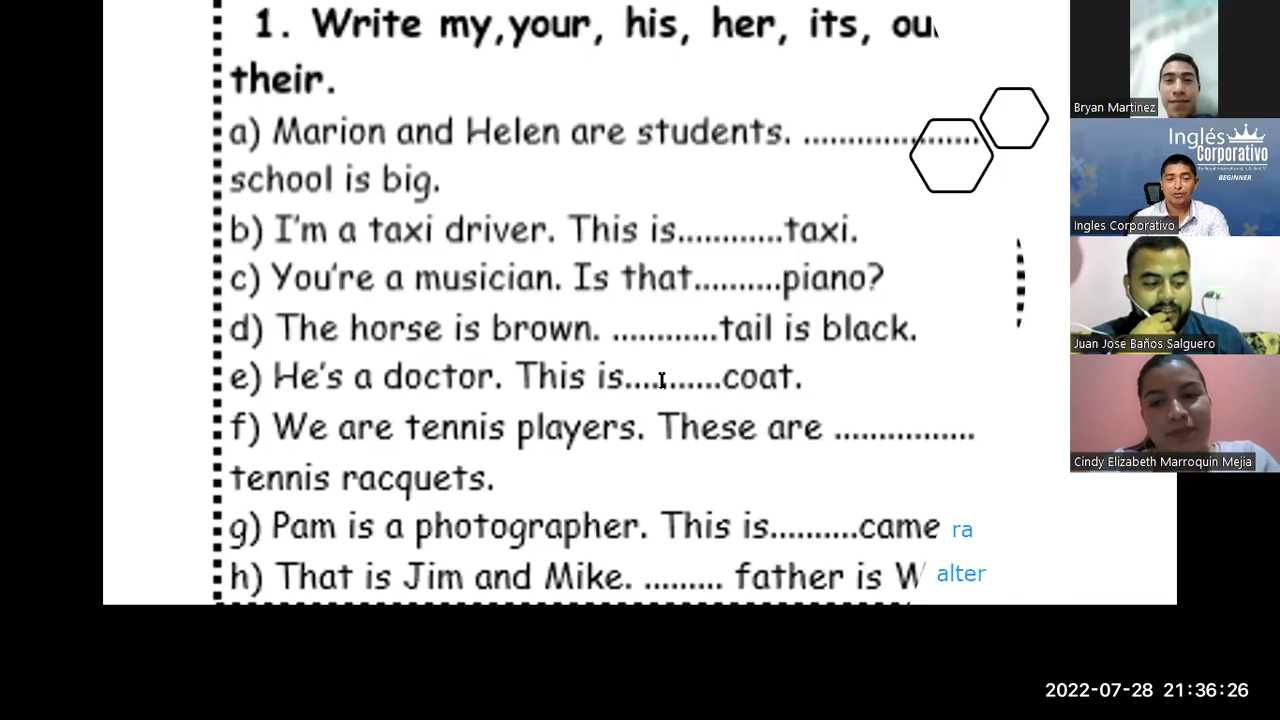 1. Write my,your, his, her, its, ou
their.
a) Marion and Helen are students. ......................
school is big.
b) I'm a taxi driver. This is............taxi.
c) You're a musician. Is that..........piano?
d) The horse is brown. ............tail is black.
e) He's a doctor. This is...........coat.
f) We are tennis players. These are ................
tennis racquets.
g) Pam is a photographer. This is..........came ra
h) That is Jim and Mike. ......... father is W alter
Bryan Martinez
Inglés
Corporativo
BEGINNER
Ingles Corporativo
Juan Jose Baños Salguero
Cindy Elizabeth Marroquin Mejia
2022-07-28 21:36:26